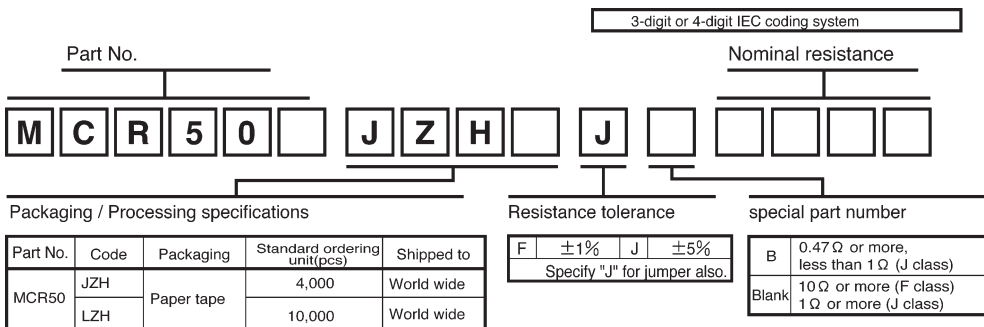 3-digit or 4-digit IEC coding system
Part No.
Nominal resistance
M C R 5 0 J Z H J
Packaging / Processing specifications
Resistance tolerance
special part number
Part No. Code Packaging Standard ordering unit(pcs) Shipped to
MCR50 JZH Paper tape 4,000 World wide
LZH 10,000 World wide
F ±1% J ±5%
Specify "J" for jumper also.
B 0.47Ω or more,
less than 1Ω (J class)
Blank 10Ω or more (F class)
1Ω or more (J class)